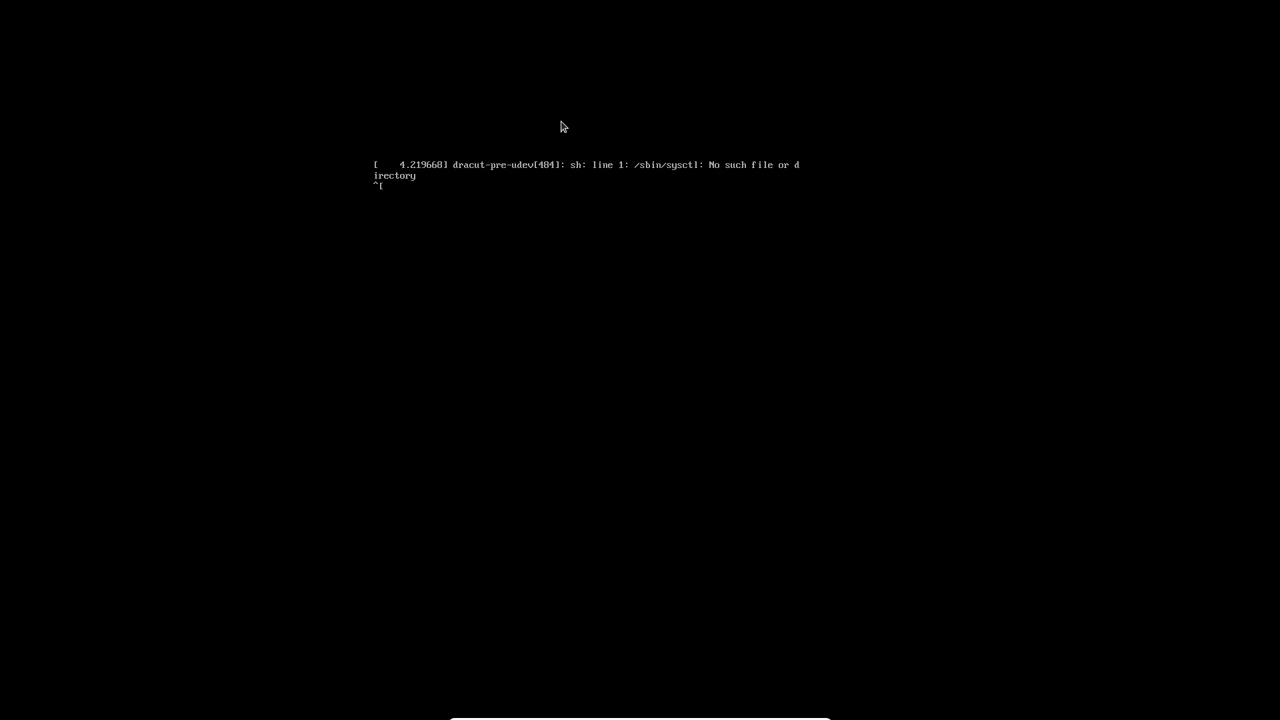 [    4.219668] dracut-pre-udev[484]: sh: line 1: /sbin/sysctl: No such file or d
irectory
^[